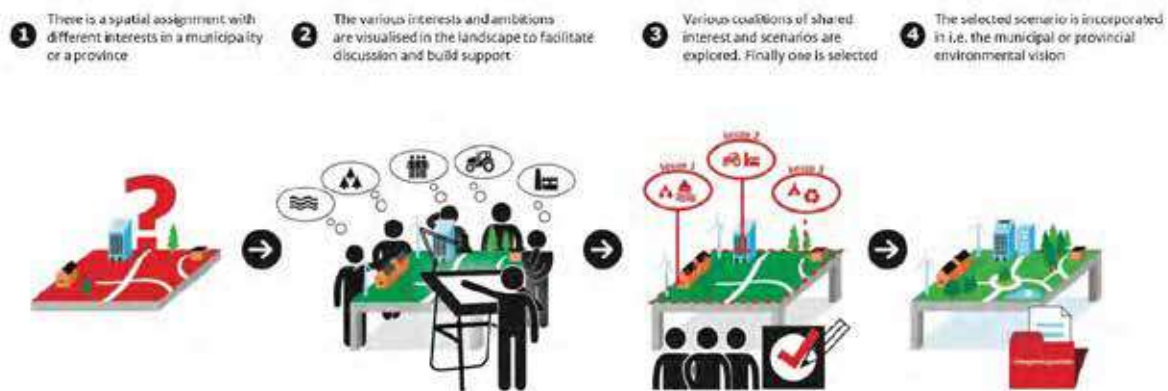 1
There is a spatial assignment with
different interests in a municipality
or a province
2
The various interests and ambitions
are visualised in the landscape to facilitate
discussion and build support
3
Various coalitions of shared
interest and scenarios are
explored. Finally one is selected
4
The selected scenario is incorporated
in i.e. the municipal or provincial
environmental vision
?